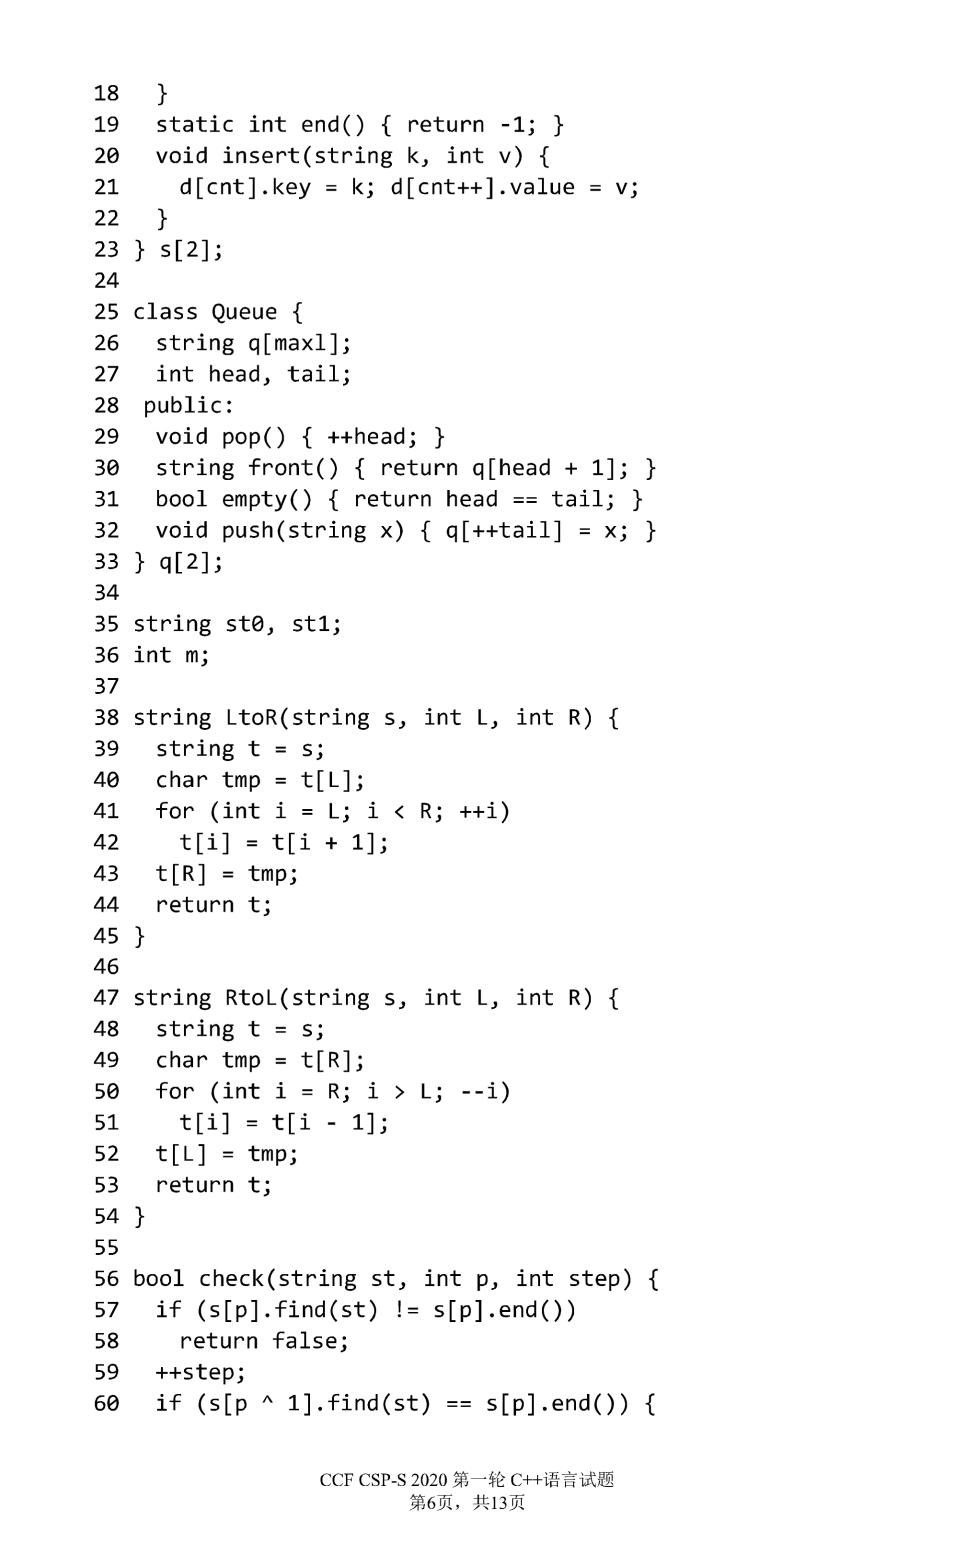 18   }
19   static int end() { return -1; }
20   void insert(string k, int v) {
21     d[cnt].key = k; d[cnt++].value = v;
22   }
23 } s[2];
24
25 class Queue {
26   string q[maxl];
27   int head, tail;
28  public:
29   void pop() { ++head; }
30   string front() { return q[head + 1]; }
31   bool empty() { return head == tail; }
32   void push(string x) { q[++tail] = x; }
33 } q[2];
34
35 string st0, st1;
36 int m;
37
38 string LtoR(string s, int L, int R) {
39   string t = s;
40   char tmp = t[L];
41   for (int i = L; i < R; ++i)
42     t[i] = t[i + 1];
43   t[R] = tmp;
44   return t;
45 }
46
47 string RtoL(string s, int L, int R) {
48   string t = s;
49   char tmp = t[R];
50   for (int i = R; i > L; --i)
51     t[i] = t[i - 1];
52   t[L] = tmp;
53   return t;
54 }
55
56 bool check(string st, int p, int step) {
57   if (s[p].find(st) != s[p].end())
58     return false;
59   ++step;
60   if (s[p ^ 1].find(st) == s[p].end()) {
CCF CSP-S 2020 第一轮 C++语言试题
第6页，共13页